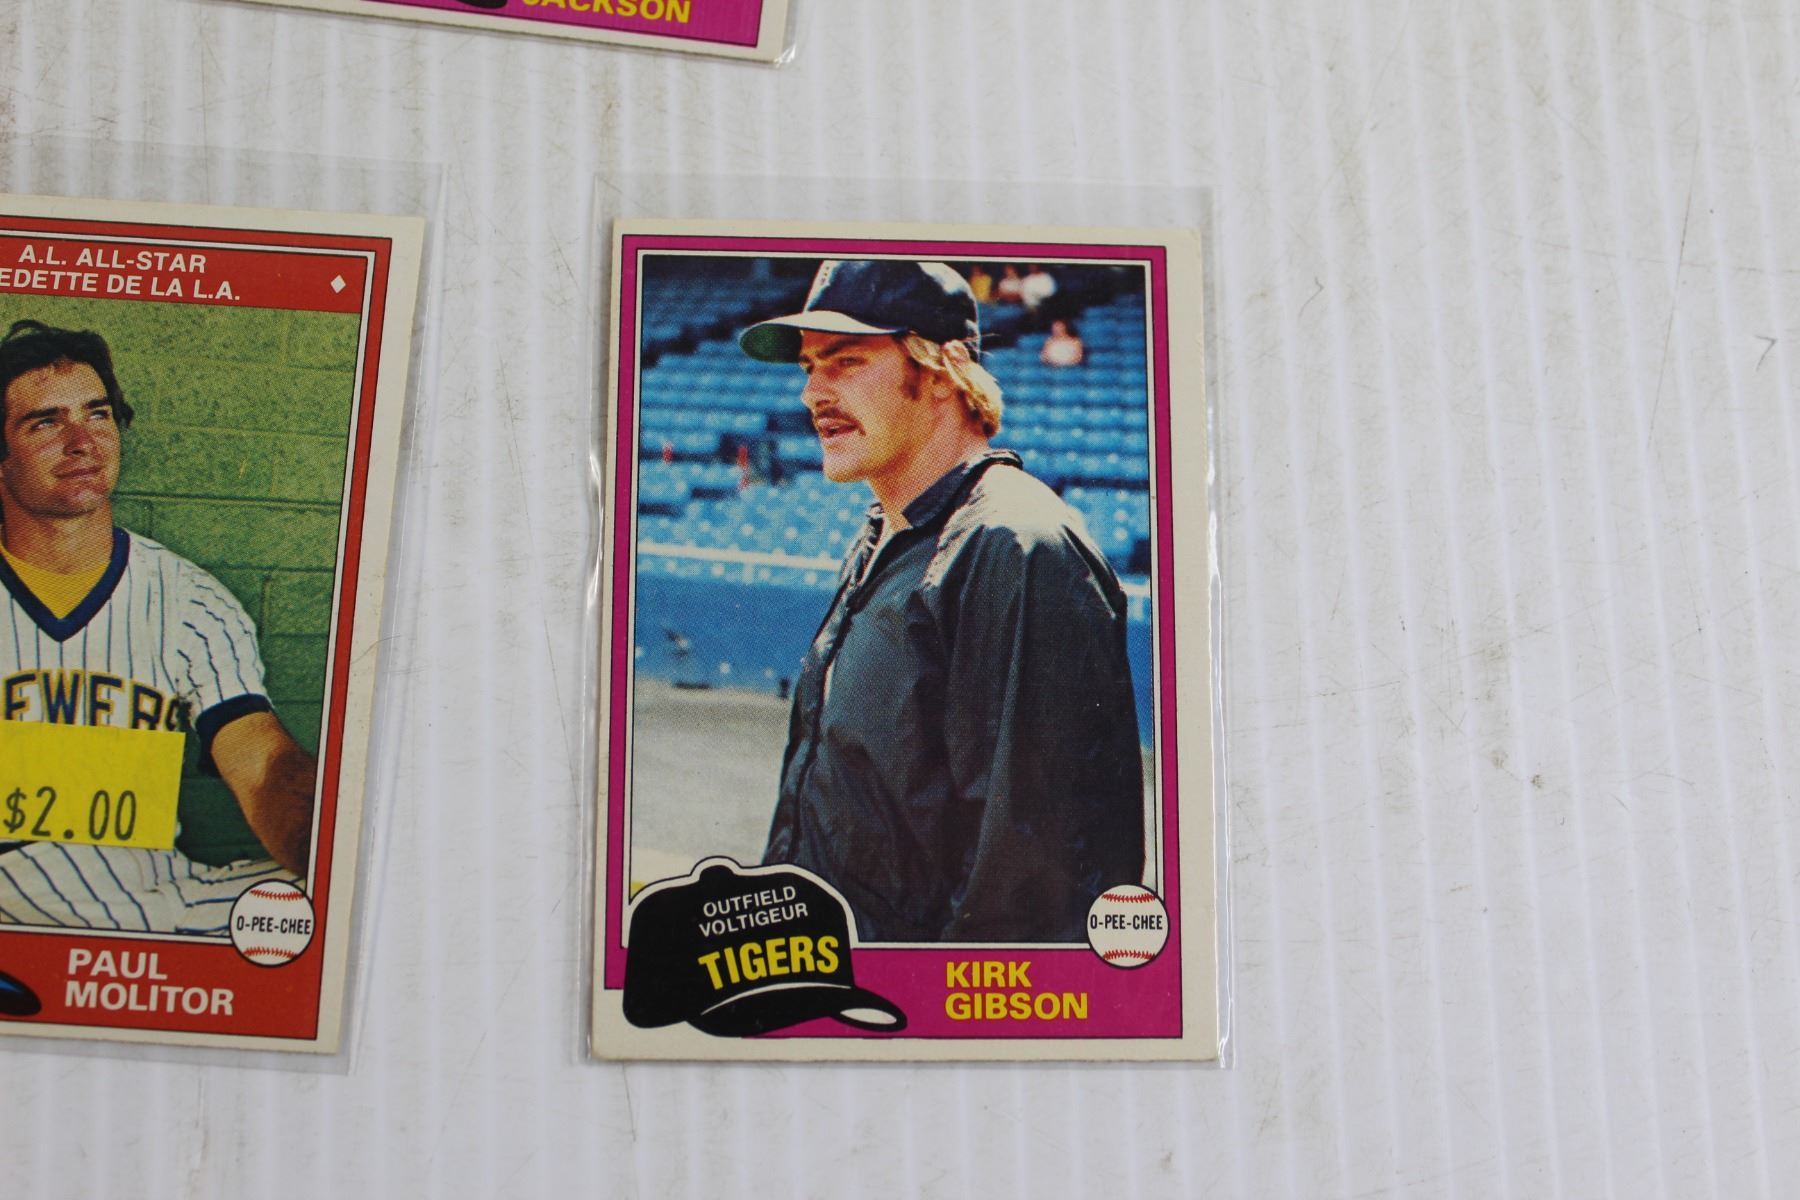 JACKSON
A.L. ALL-STAR
EDETTE DE LA L.A.
EWERS
$2.00
O-PEE-CHEE
PAUL
MOLITOR
OUTFIELD
VOLTIGEUR
TIGERS
O-PEE-CHEE
KIRK
GIBSON